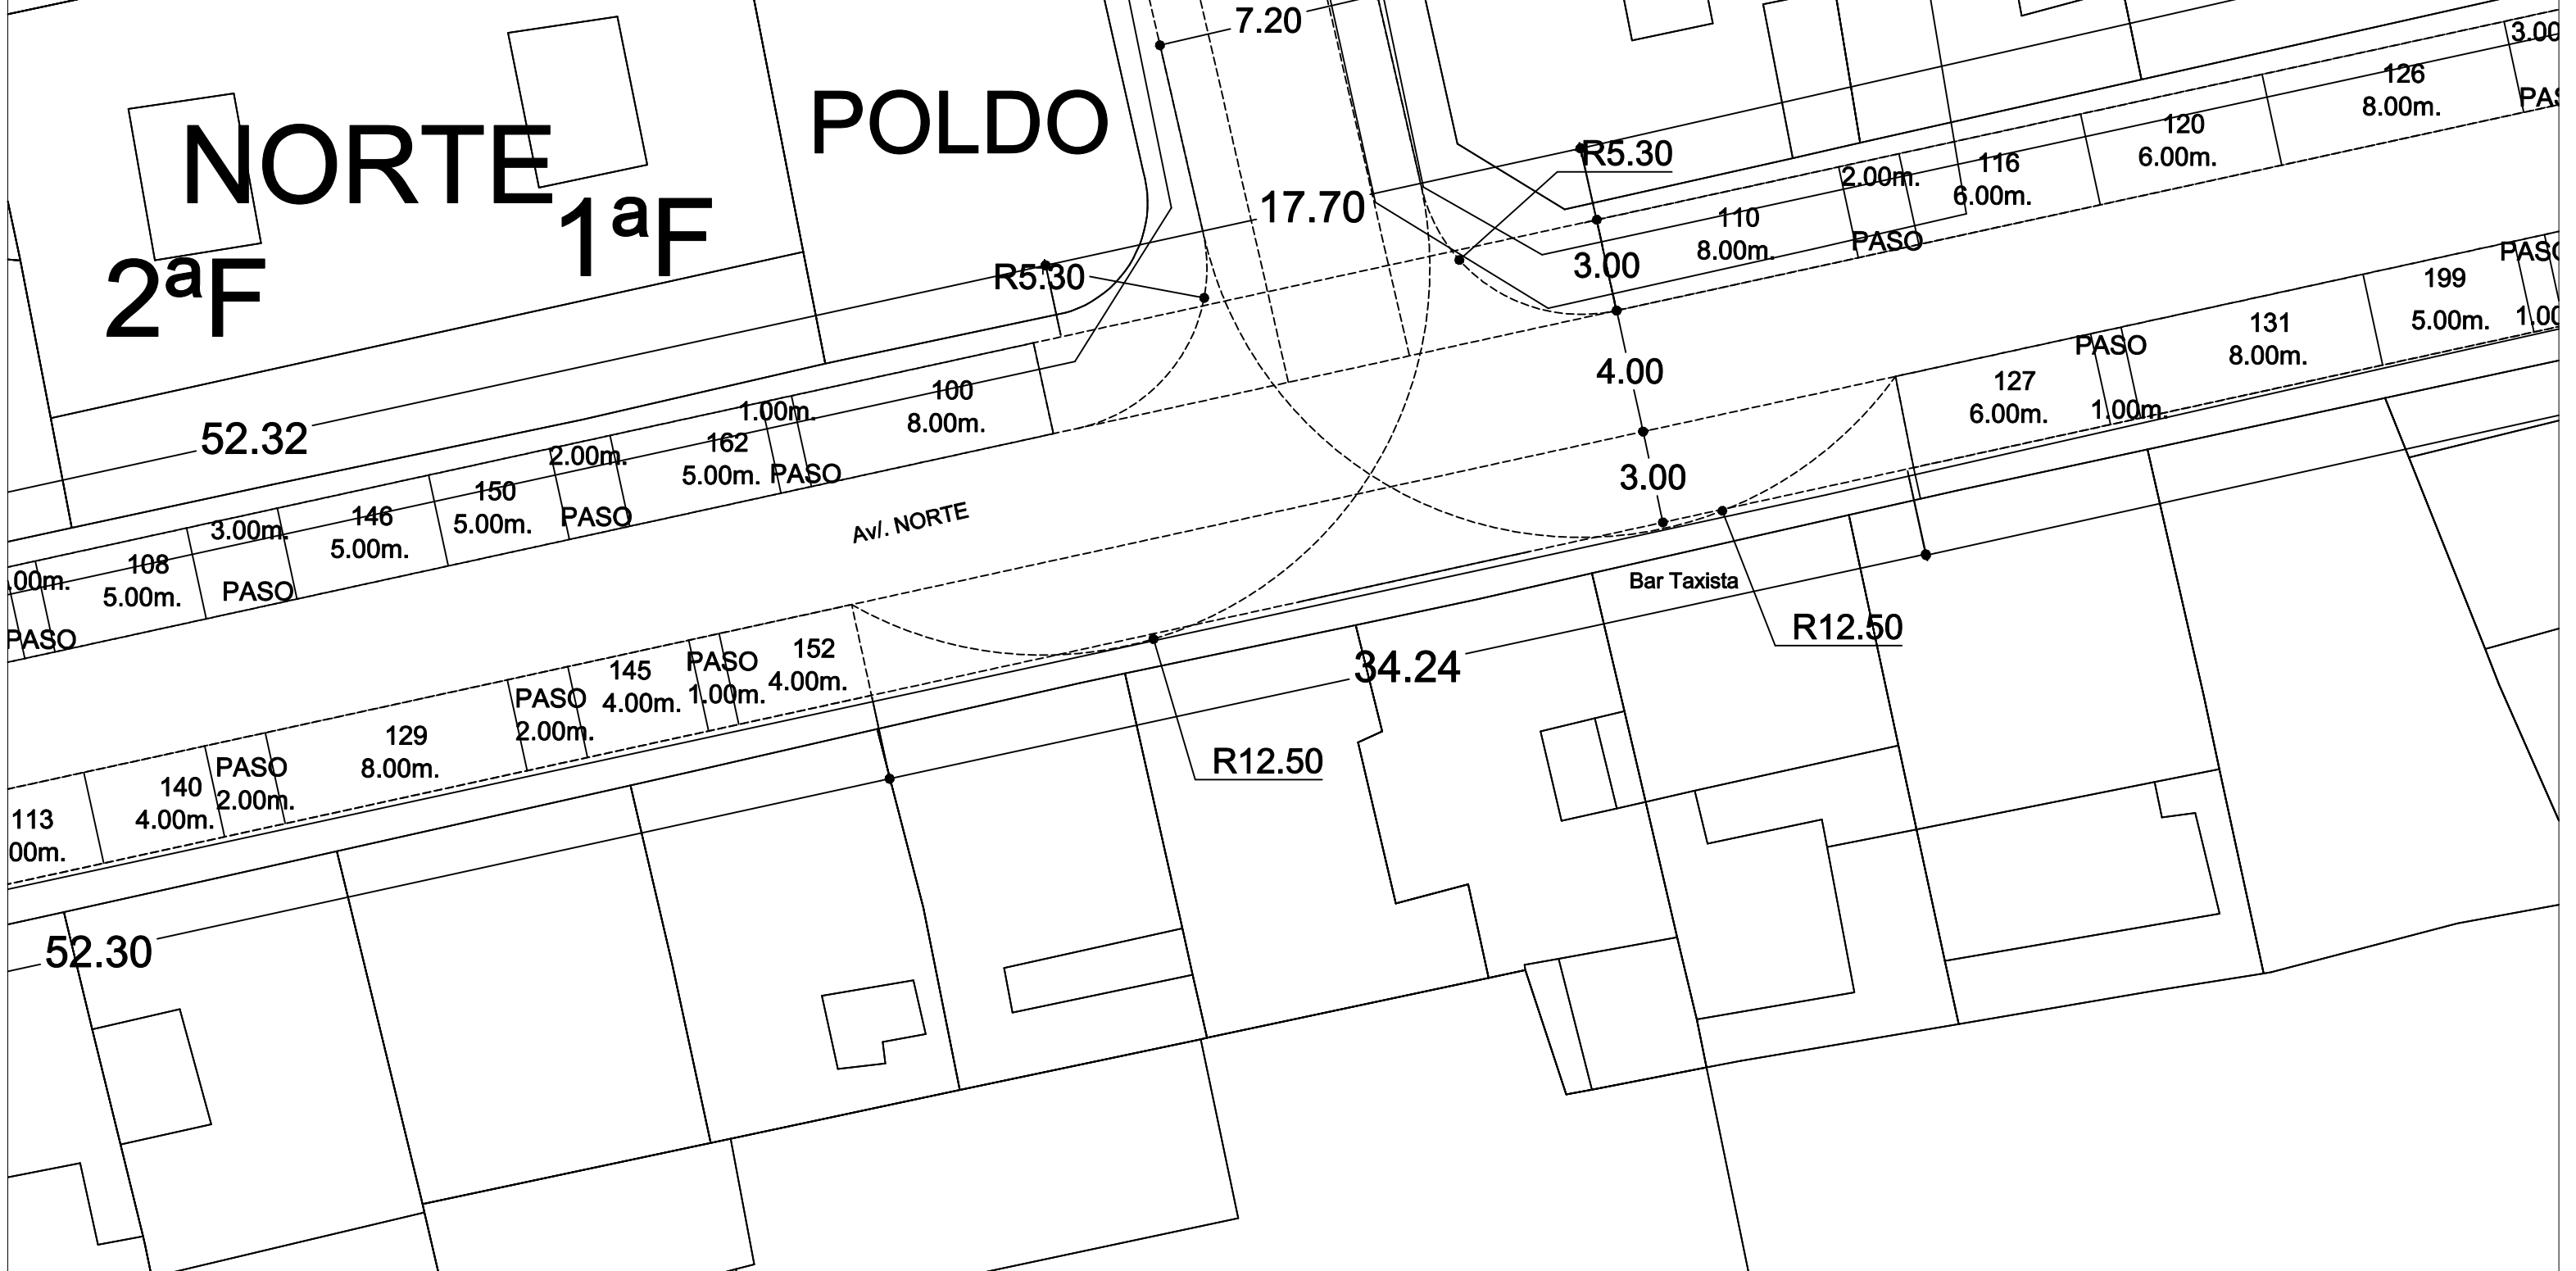 7.20
3.00
NORTE
POLDO
1ªF
2ªF
R5.30
17.70
R5.30
126
8.00m.
120
6.00m.
2.00m.
116
6.00m.
110
8.00m.
PASO
3.00
4.00
3.00
52.32
100
8.00m.
1.00m.
162
5.00m.
PASO
2.00m.
150
5.00m.
PASO
146
5.00m.
3.00m.
PASO
108
5.00m.
.00m.
PASO
Av/. NORTE
PASO
199
5.00m.
1.00
131
8.00m.
PASO
1.00m.
127
6.00m.
Bar Taxista
R12.50
34.24
R12.50
152
4.00m.
PASO
1.00m.
145
4.00m.
PASO
2.00m.
129
8.00m.
PASO
2.00m.
140
4.00m.
113
00m.
52.30